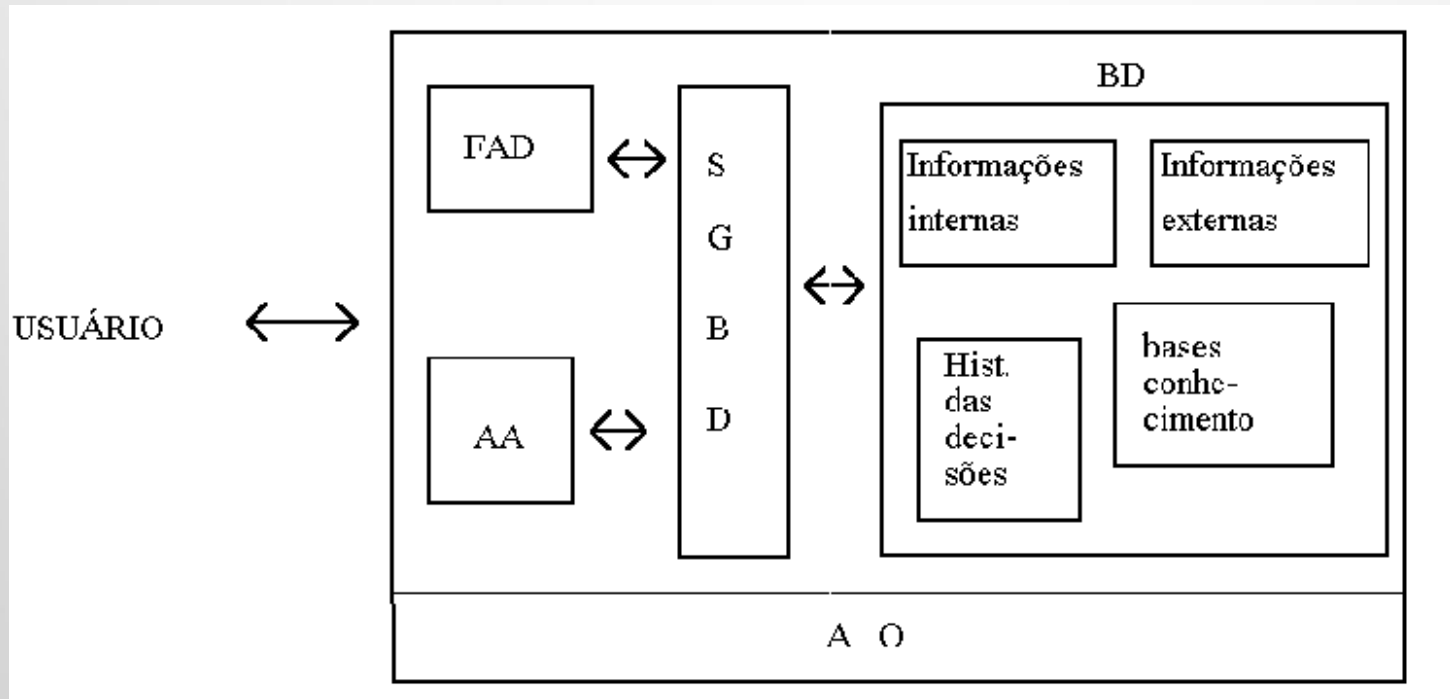 BD
FAD
S
G
B
D
Informações
internas
Informações
externas
USUÁRIO
AA
Hist.
das
deci-
sões
bases
conhe-
cimento
A O